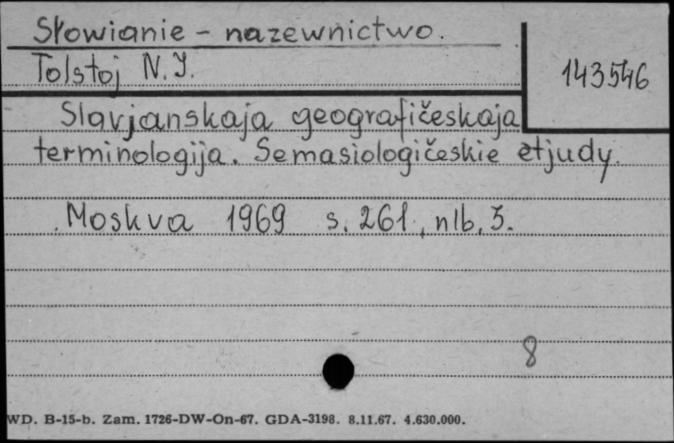 Słowianie - nazewnictwo.
Tolstoj N.I.
143546
Slavjanskaja geografičeskaja
terminologija. Semasiologičeskie etjudy.
Moskva 1969 s. 261, nlb. 3.
8
WD. B-15-b. Zam. 1726-DW-On-67. GDA-3198. 8.11.67. 4.630.000.